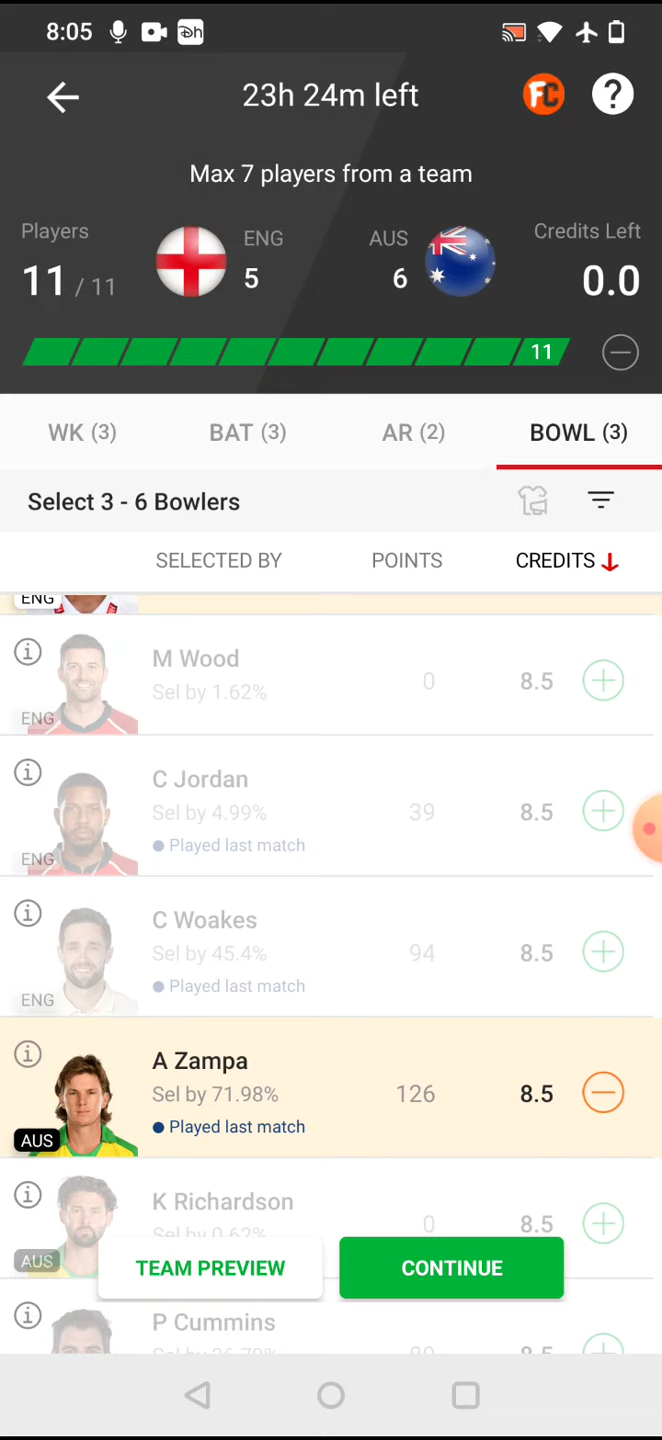 8:05
23h 24m left
FC
?
Max 7 players from a team
Players
ENG
AUS
Credits Left
11 / 11
5
6
0.0
11
WK (3)
BAT (3)
AR (2)
BOWL (3)
Select 3 - 6 Bowlers
SELECTED BY
POINTS
CREDITS
ENG
M Wood
Sel by 1.62%
0
8.5
ENG
C Jordan
Sel by 4.99%
39
8.5
Played last match
ENG
C Woakes
Sel by 45.4%
94
8.5
Played last match
ENG
A Zampa
Sel by 71.98%
126
8.5
Played last match
AUS
K Richardson
Sel by 0.62%
0
8.5
AUS
TEAM PREVIEW
CONTINUE
P Cummins